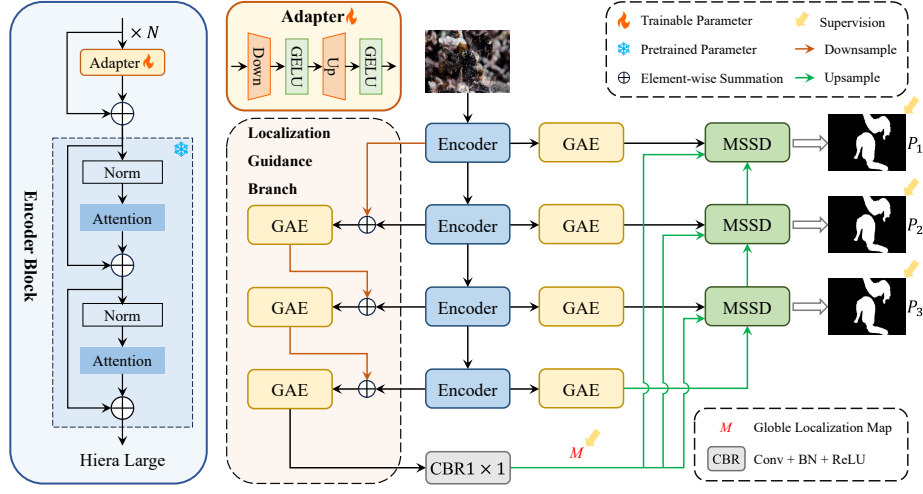 × N
Adapter
Norm
Attention
Norm
Attention
Hiera Large
Encoder Block
Adapter
Down
GELU
Up
GELU
Trainable Parameter
Supervision
Pretrained Parameter
Downsample
Element-wise Summation
Upsample
Localization
Guidance
Branch
Encoder
GAE
MSSD
P1
GAE
Encoder
GAE
MSSD
P2
GAE
Encoder
GAE
MSSD
P3
GAE
Encoder
GAE
CBR1 × 1
M
M Globle Localization Map
CBR Conv + BN + ReLU